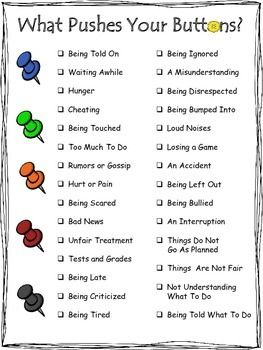 What Pushes Your Buttons?
Being Told On
Waiting Awhile
Hunger
Cheating
Being Touched
Too Much To Do
Rumors or Gossip
Hurt or Pain
Being Scared
Bad News
Unfair Treatment
Tests and Grades
Being Late
Being Criticized
Being Tired
Being Ignored
A Misunderstanding
Being Disrespected
Being Bumped Into
Loud Noises
Losing a Game
An Accident
Being Left Out
Being Bullied
An Interruption
Things Do Not
Go As Planned
Things Are Not Fair
Not Understanding
What To Do
Being Told What To Do